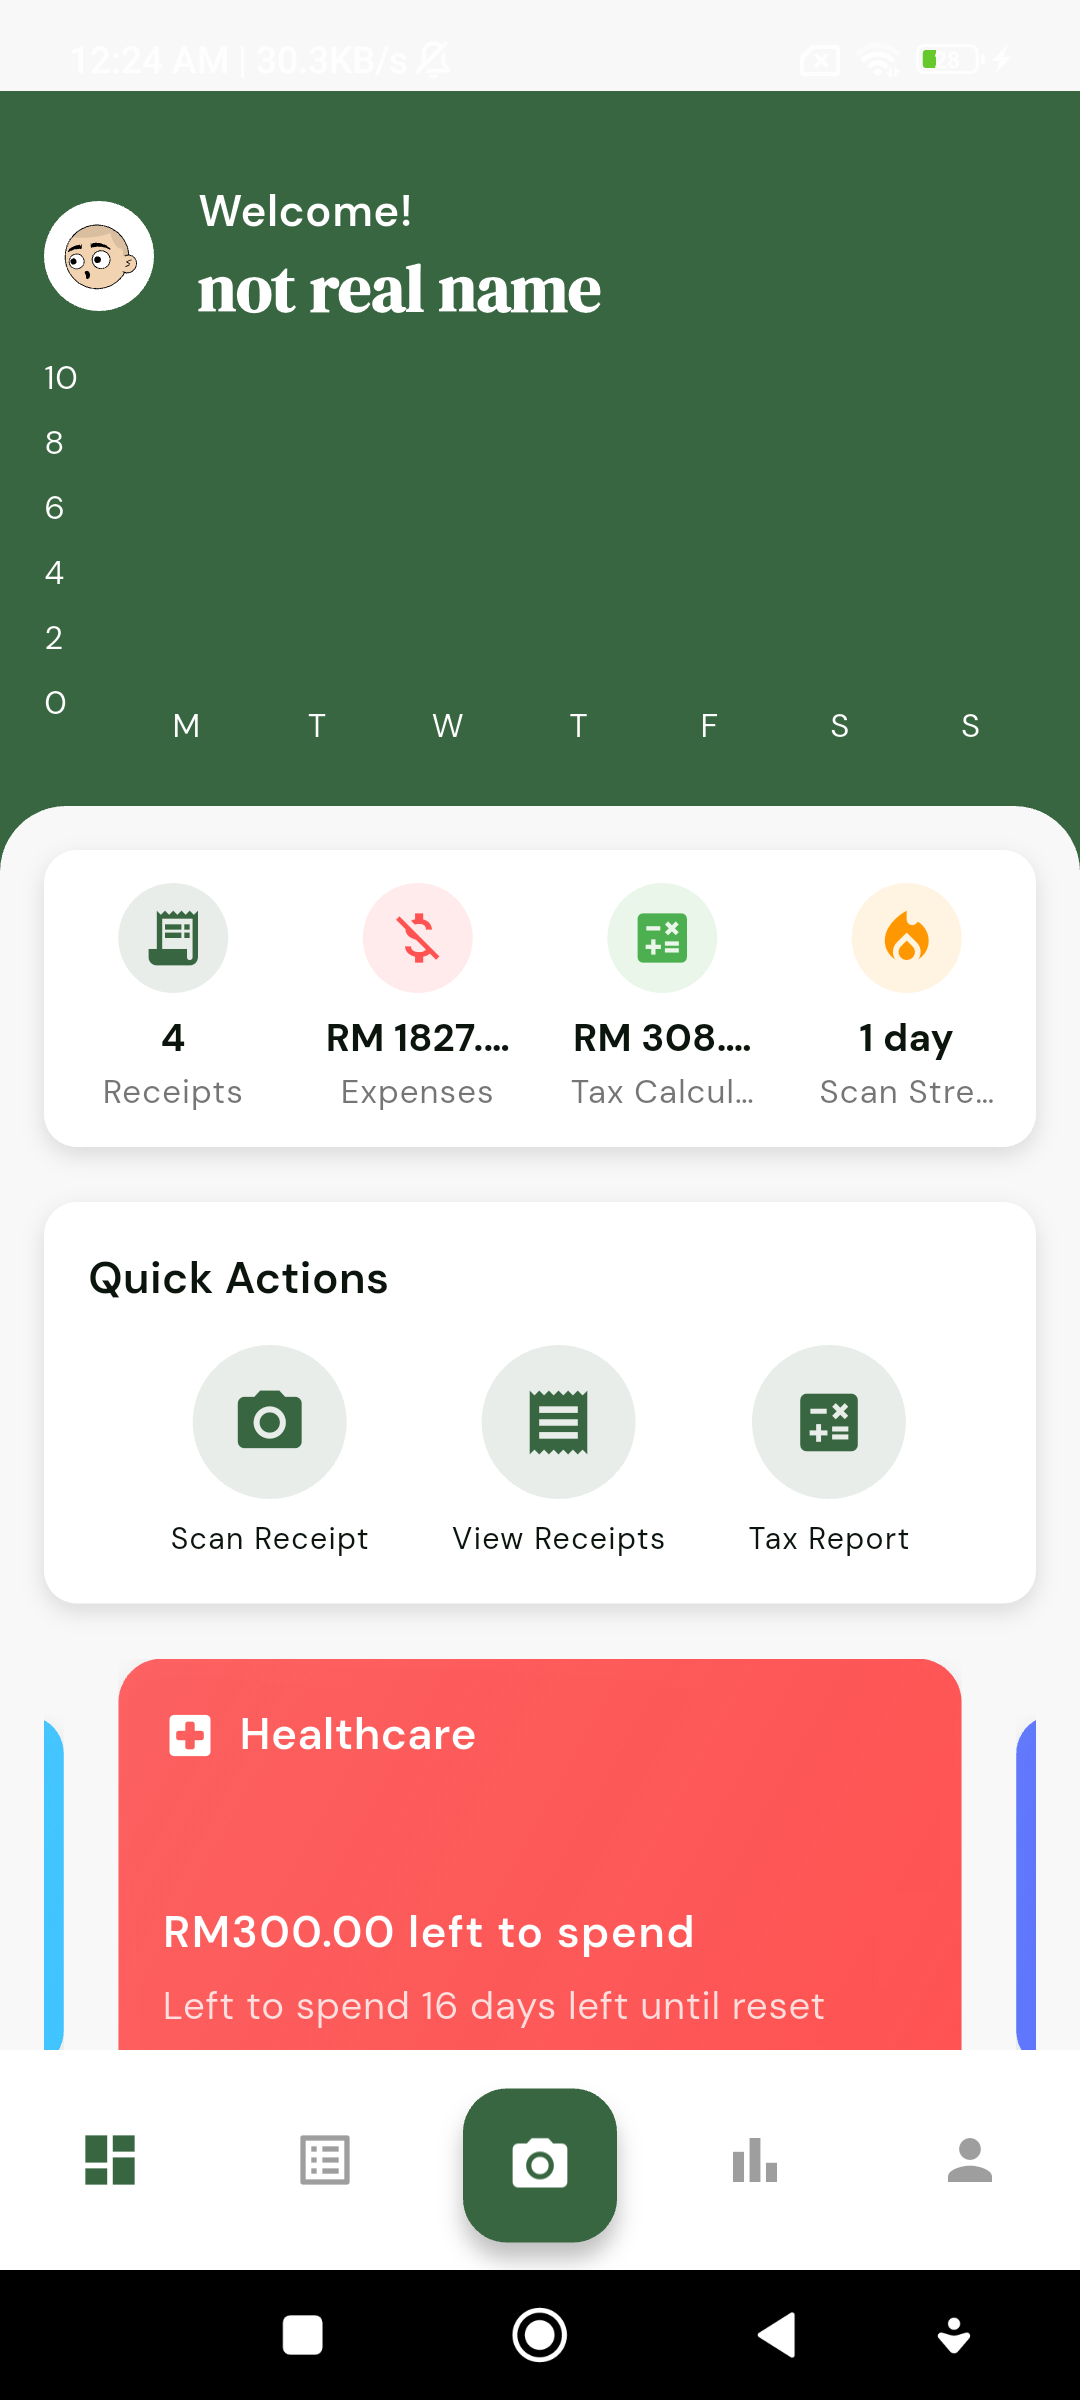 12:24 AM | 30.3KB/s
28
Welcome!
not real name
10
8
6
4
2
0
M T W T F S S
4 RM 1827.... RM 308.... 1 day
Receipts Expenses Tax Calcul... Scan Stre...
Quick Actions
Scan Receipt View Receipts Tax Report
Healthcare
RM300.00 left to spend
Left to spend 16 days left until reset